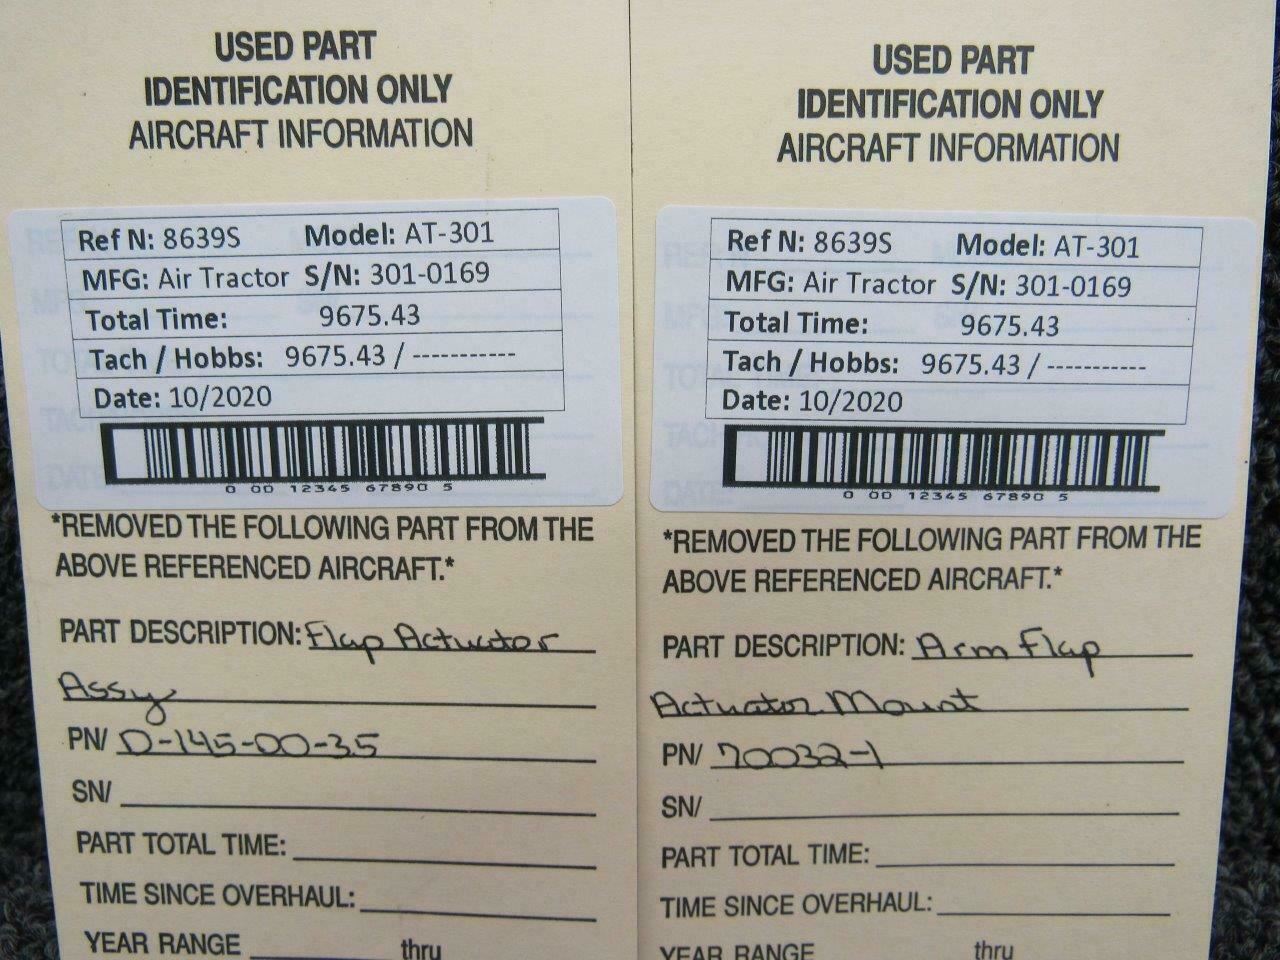 USED PART
IDENTIFICATION ONLY
AIRCRAFT INFORMATION
Ref N: 8639S Model: AT-301
MFG: Air Tractor S/N: 301-0169
Total Time: 9675.43
Tach / Hobbs: 9675.43 / -----------
Date: 10/2020
0 00 12345 67890 5
*REMOVED THE FOLLOWING PART FROM THE
ABOVE REFERENCED AIRCRAFT.*
PART DESCRIPTION: Flap Actuator
Assy
PN/ D-145-00-35
SN/
PART TOTAL TIME:
TIME SINCE OVERHAUL:
YEAR RANGE thru
USED PART
IDENTIFICATION ONLY
AIRCRAFT INFORMATION
Ref N: 8639S Model: AT-301
MFG: Air Tractor S/N: 301-0169
Total Time: 9675.43
Tach / Hobbs: 9675.43 / -----------
Date: 10/2020
0 00 12345 67890 5
*REMOVED THE FOLLOWING PART FROM THE
ABOVE REFERENCED AIRCRAFT.*
PART DESCRIPTION: Arm Flap
Actuator Mount
PN/ 70032-1
SN/
PART TOTAL TIME:
TIME SINCE OVERHAUL:
YEAR RANGE thru